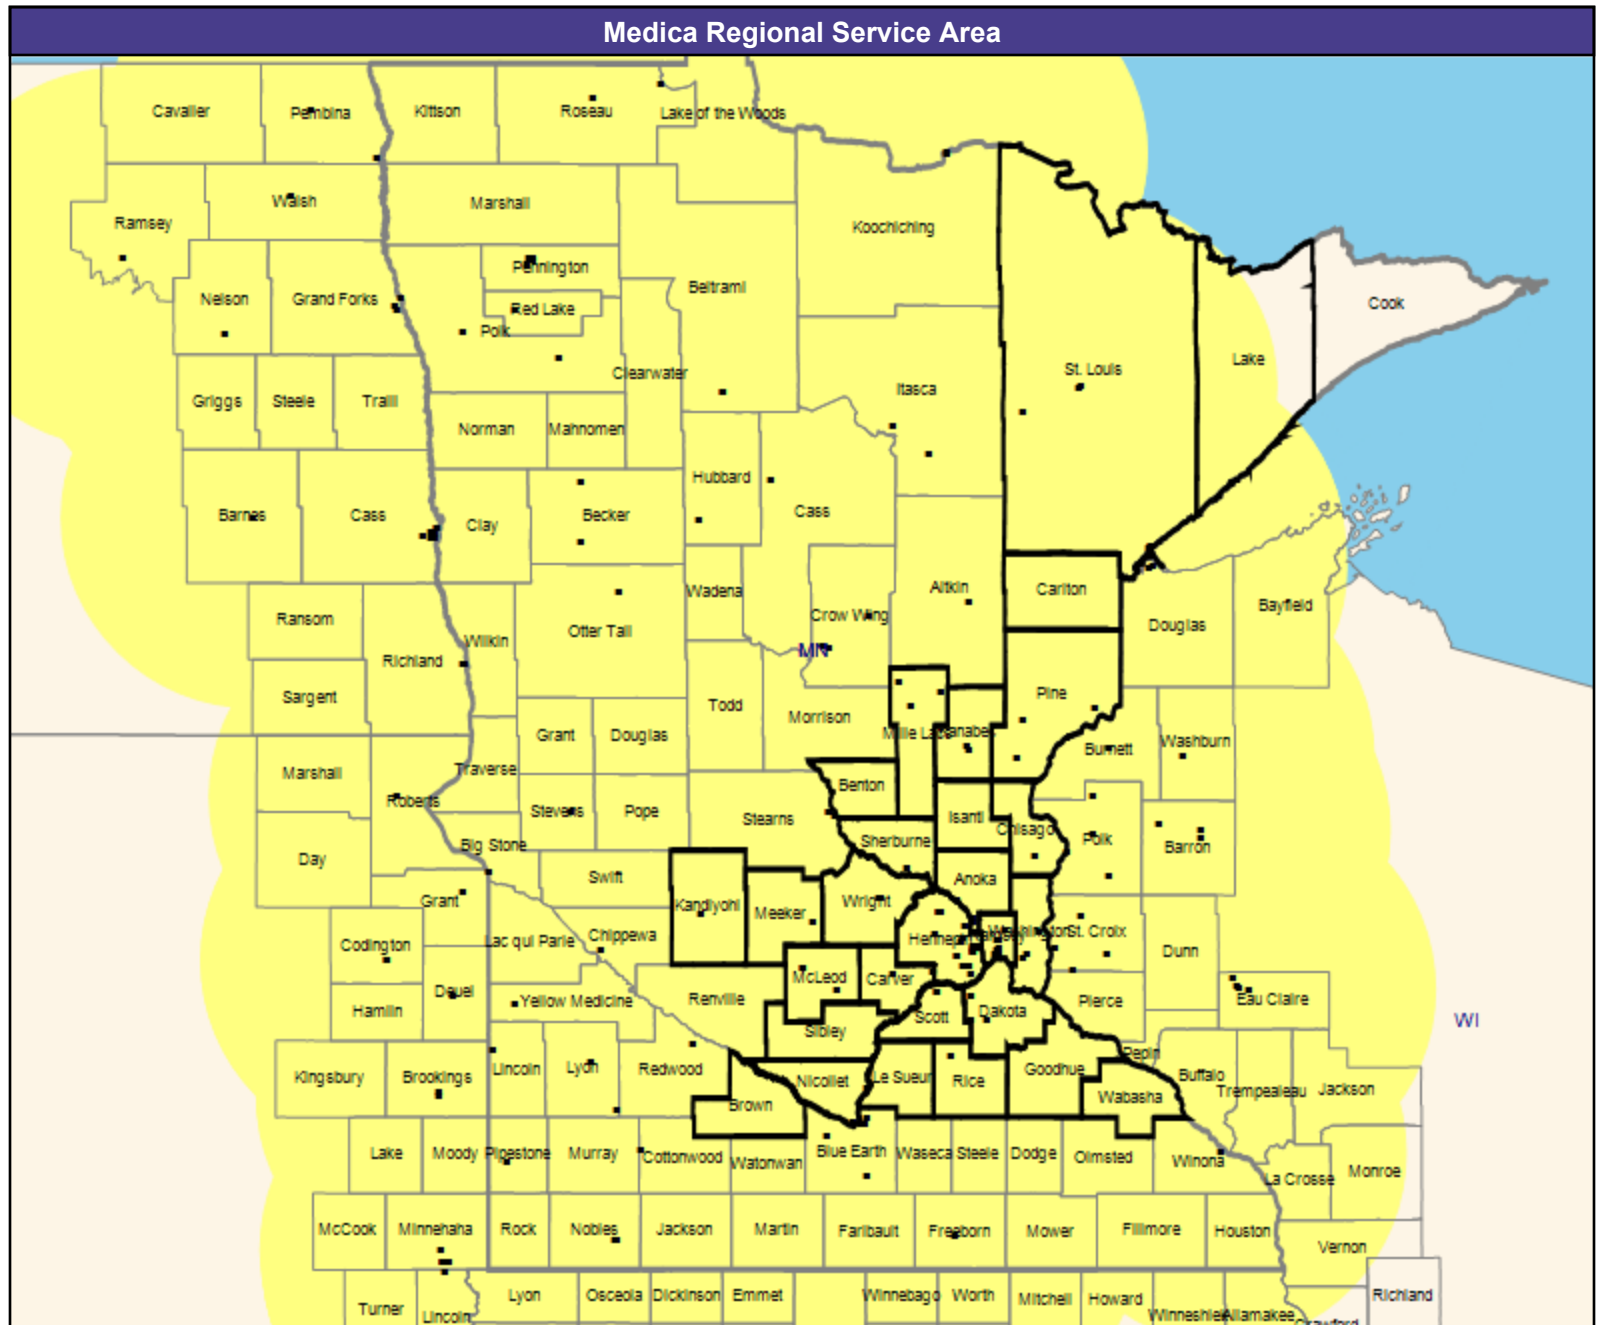 Medica Regional Service Area
Cavalier
Pembina
Kittson
Roseau
Lake of the Woods
Walsh
Marshall
Ramsey
Koochiching
Pennington
Nelson
Grand Forks
Red Lake
Beltrami
Cook
Polk
Clearwater
St. Louis
Lake
Itasca
Griggs
Steele
Traill
Norman
Mahnomen
Hubbard
Barnes
Cass
Clay
Becker
Cass
Wadena
Crow Wing
Aitkin
Carlton
Bayfield
Ransom
Wilkin
Otter Tail
Douglas
Richland
MN
Sargent
Todd
Morrison
Pine
Grant
Douglas
Mille Lacs
Kanabec
Burnett
Washburn
Marshall
Traverse
Roberts
Stevens
Pope
Benton
Stearns
Isanti
Chisago
Big Stone
Sherburne
Polk
Barron
Day
Swift
Anoka
Grant
Kandiyohi
Meeker
Wright
Codington
Lac qui Parle
Chippewa
Hennepin
Ramsey
Washington
St. Croix
Dunn
Deuel
McLeod
Carver
Hamlin
Yellow Medicine
Renville
Sibley
Scott
Dakota
Pierce
Eau Claire
WI
Pepin
Kingsbury
Brookings
Lincoln
Lyon
Redwood
Nicollet
Le Sueur
Rice
Goodhue
Buffalo
Trempealeau
Jackson
Brown
Wabasha
Lake
Moody
Pipestone
Murray
Cottonwood
Watonwan
Blue Earth
Waseca
Steele
Dodge
Olmsted
Winona
La Crosse
Monroe
McCook
Minnehaha
Rock
Nobles
Jackson
Martin
Faribault
Freeborn
Mower
Fillmore
Houston
Vernon
Turner
Lincoln
Lyon
Osceola
Dickinson
Emmet
Winnebago
Worth
Mitchell
Howard
Winneshiek
Allamakee
Crawford
Richland